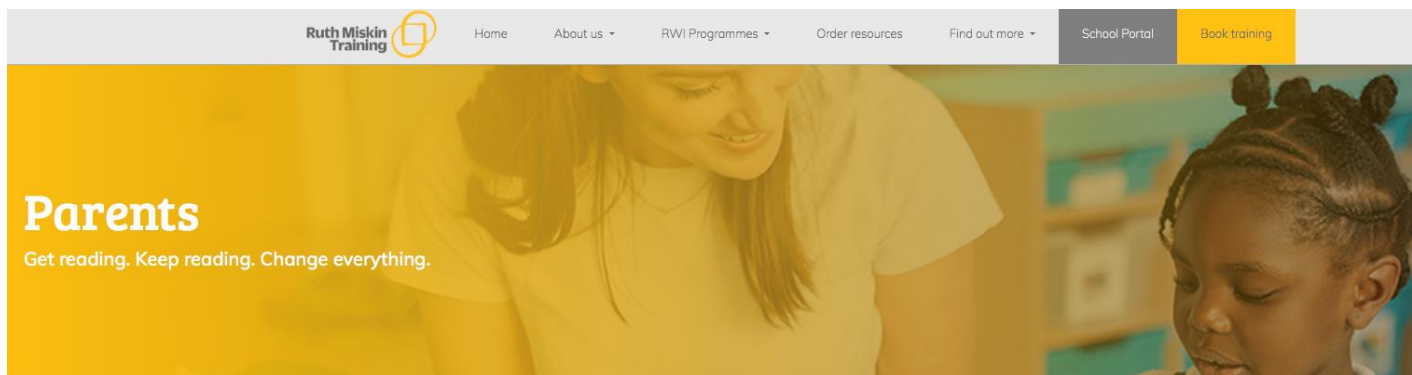 Ruth Miskin
Training
Home
About us
RWI Programmes
Order resources
Find out more
School Portal
Book training
Parents
Get reading. Keep reading. Change everything.